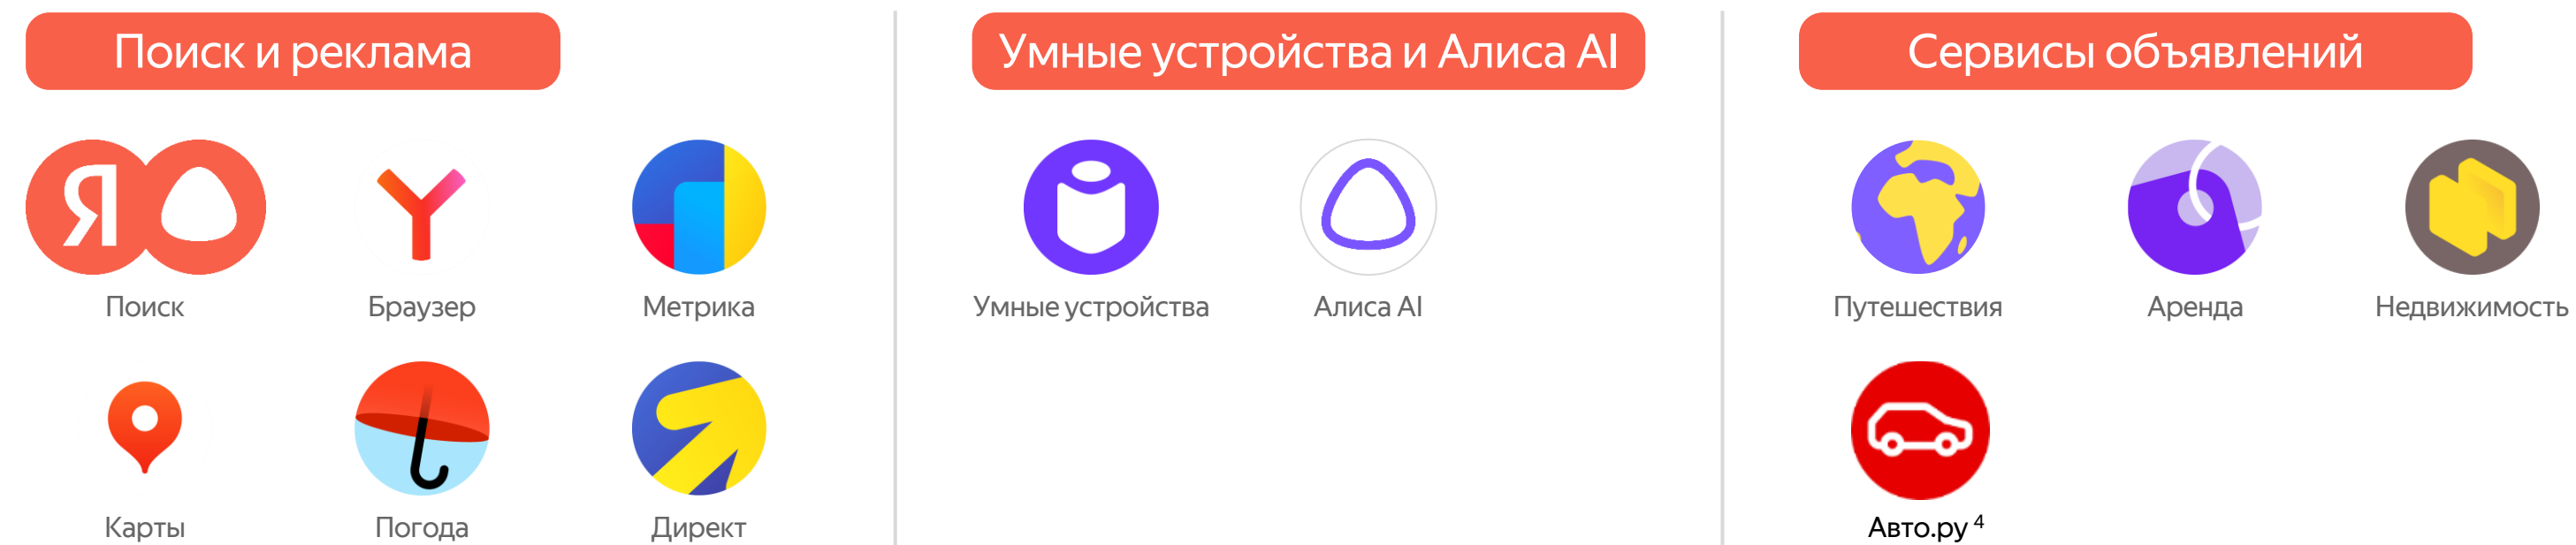 Поиск и реклама
Умные устройства и Алиса AI
Сервисы объявлений
Я
Поиск
Браузер
Метрика
Умные устройства
Алиса AI
Путешествия
Аренда
Недвижимость
Карты
Погода
Директ
Авто.ру 4